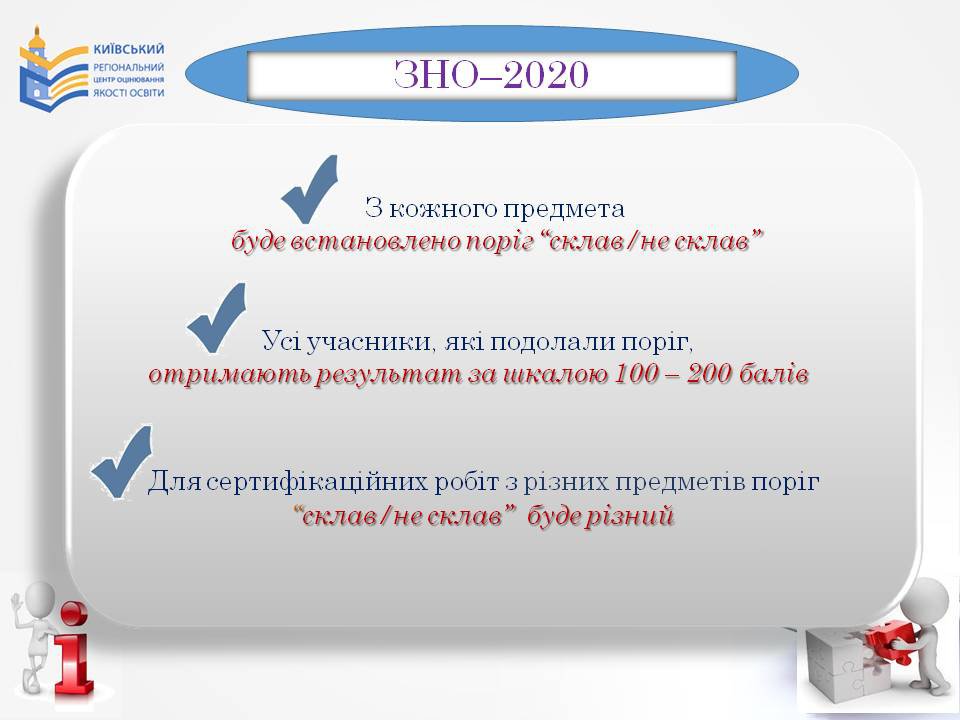 КИЇВСЬКИЙ
РЕГІОНАЛЬНИЙ
ЦЕНТР ОЦІНЮВАННЯ
ЯКОСТІ ОСВІТИ
ЗНО–2020
З кожного предмета
буде встановлено поріг “склав/не склав”
Усі учасники, які подолали поріг,
отримають результат за шкалою 100 – 200 балів
Для сертифікаційних робіт з різних предметів поріг
“склав/не склав” буде різний